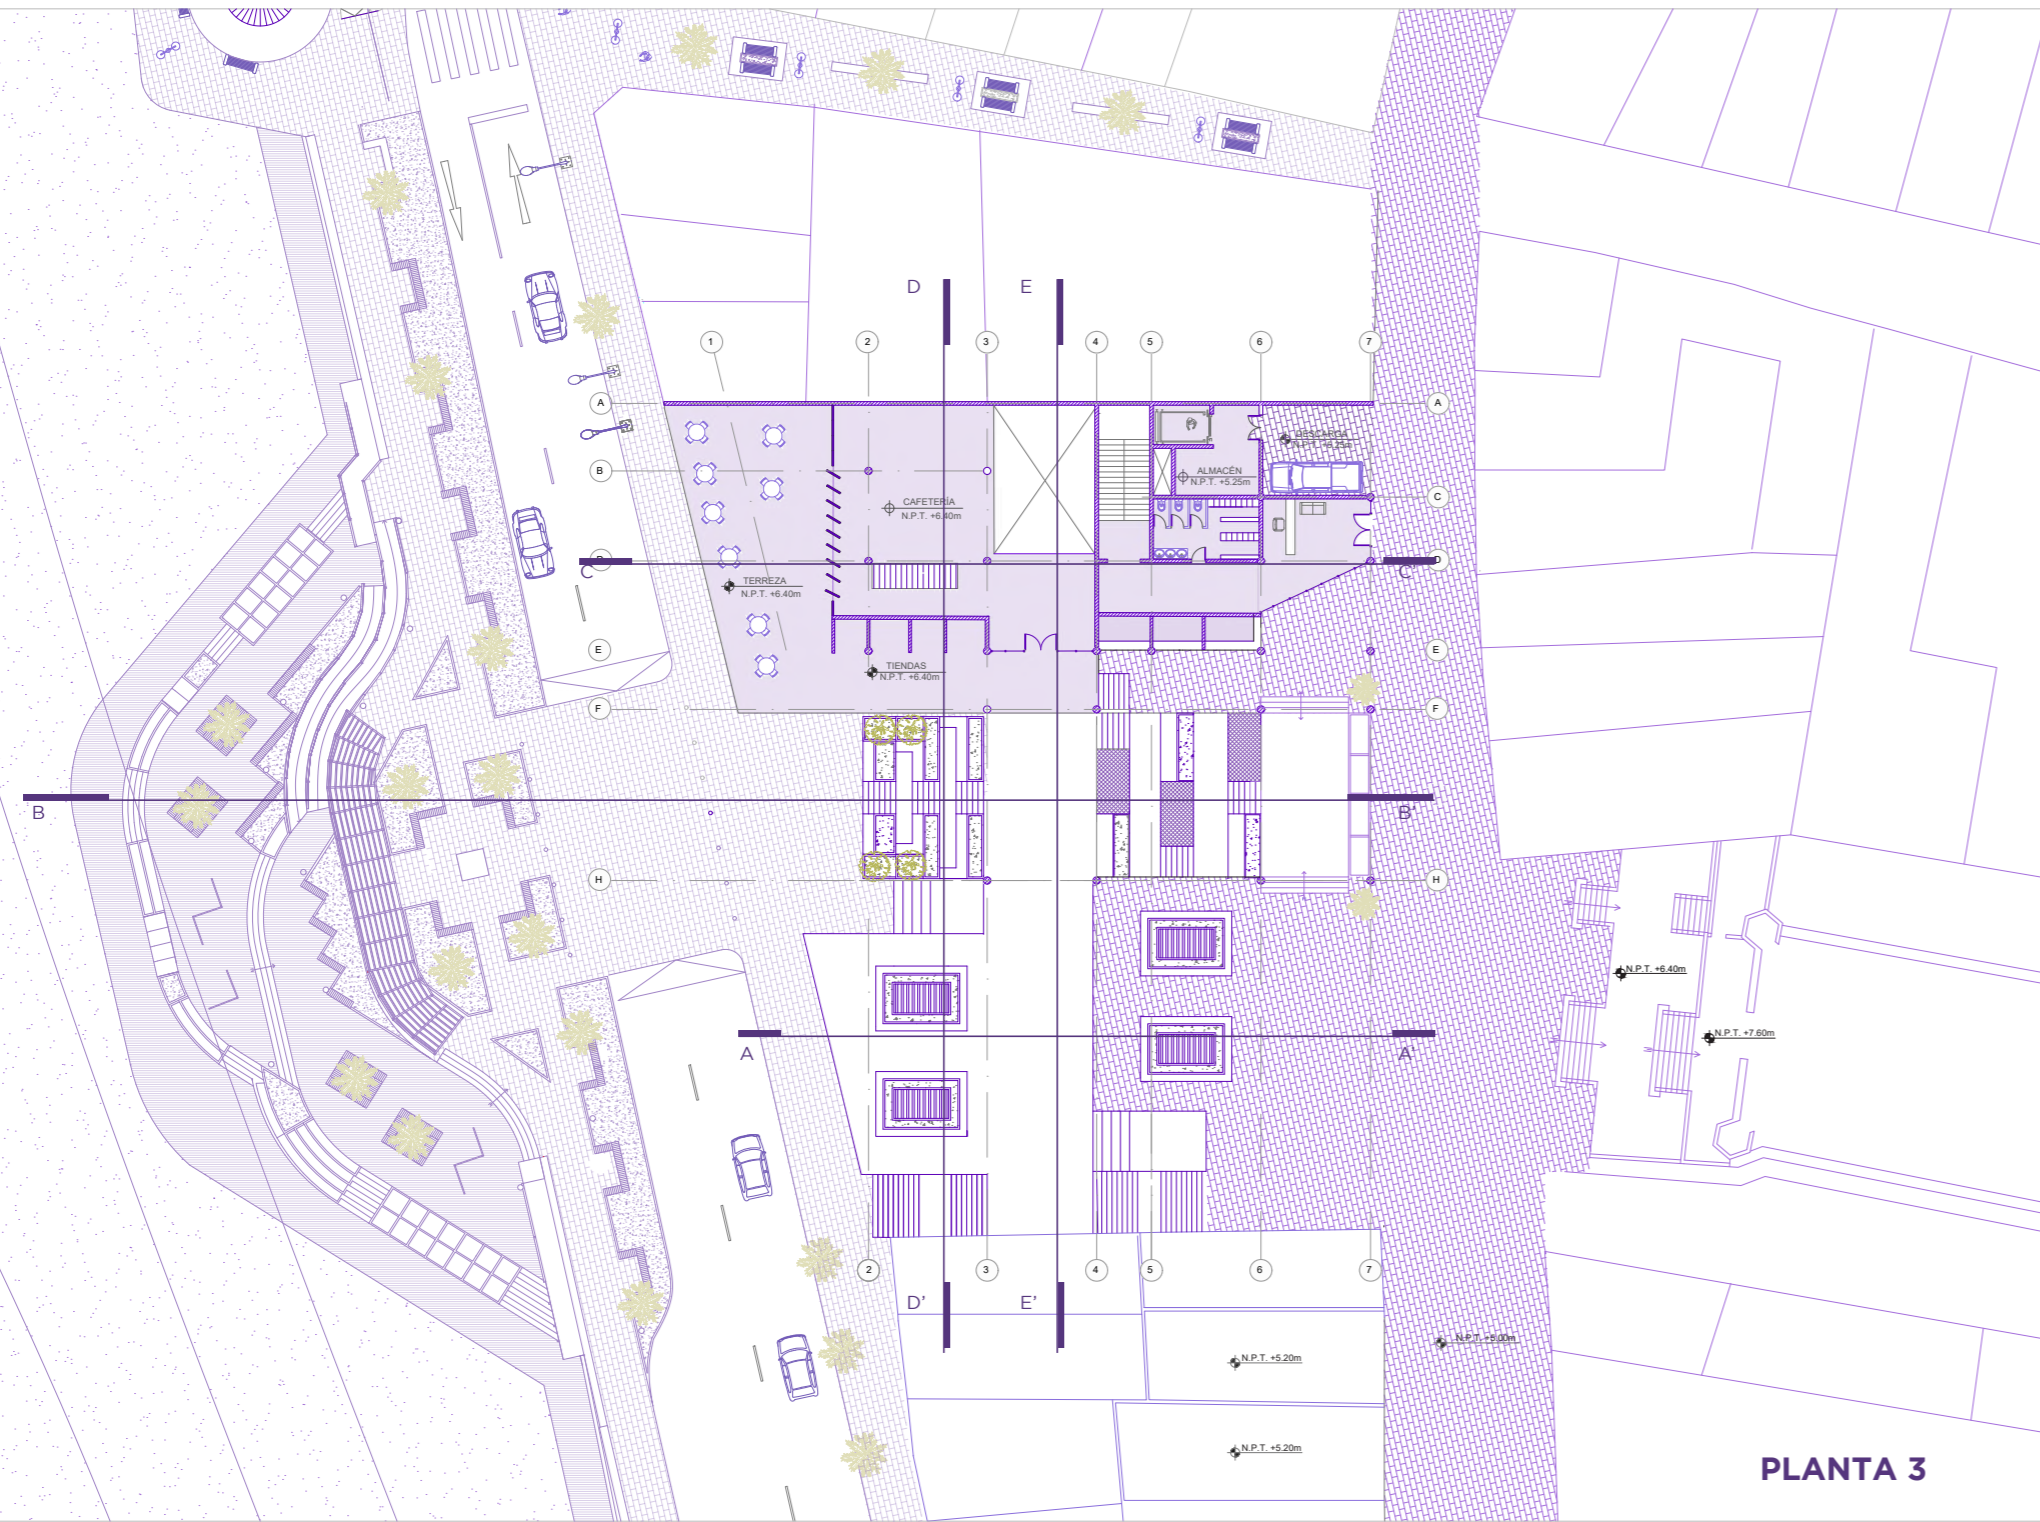 D
E
1
2
3
4
5
6
7
A
A
DESCARGA
B
ALMACÉN
N.P.T. +5.25m
C
CAFETERÍA
N.P.T. +6.40m
D
C
C'
TERREZA
N.P.T. +6.40m
E
E
TIENDAS
N.P.T. +6.40m
F
F
B
B'
H
H
N.P.T. +6.40m
N.P.T. +7.60m
A
A'
2
3
4
5
6
7
D'
E'
N.P.T. +5.00m
N.P.T. +5.20m
N.P.T. +5.20m
PLANTA 3